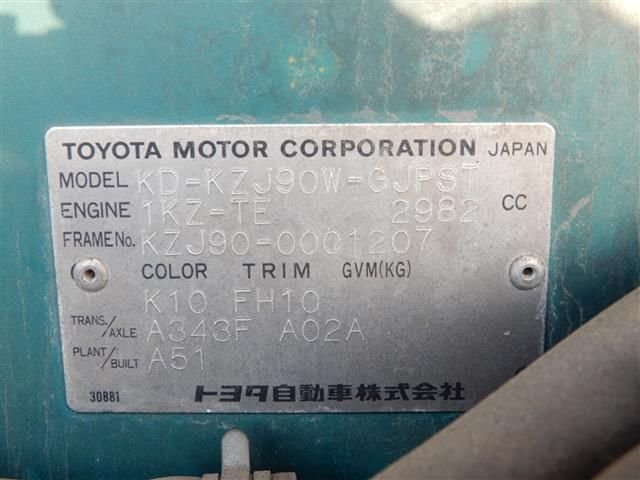 TOYOTA MOTOR CORPORATION JAPAN
MODEL KD-KZJ90W-GJPST
ENGINE 1KZ-TE 2982 CC
FRAME No. KZJ90-0001207
COLOR TRIM GVM(KG)
K10 FH10
TRANS./AXLE A343F A02A
PLANT/BUILT A51
30881 トヨタ自動車株式会社